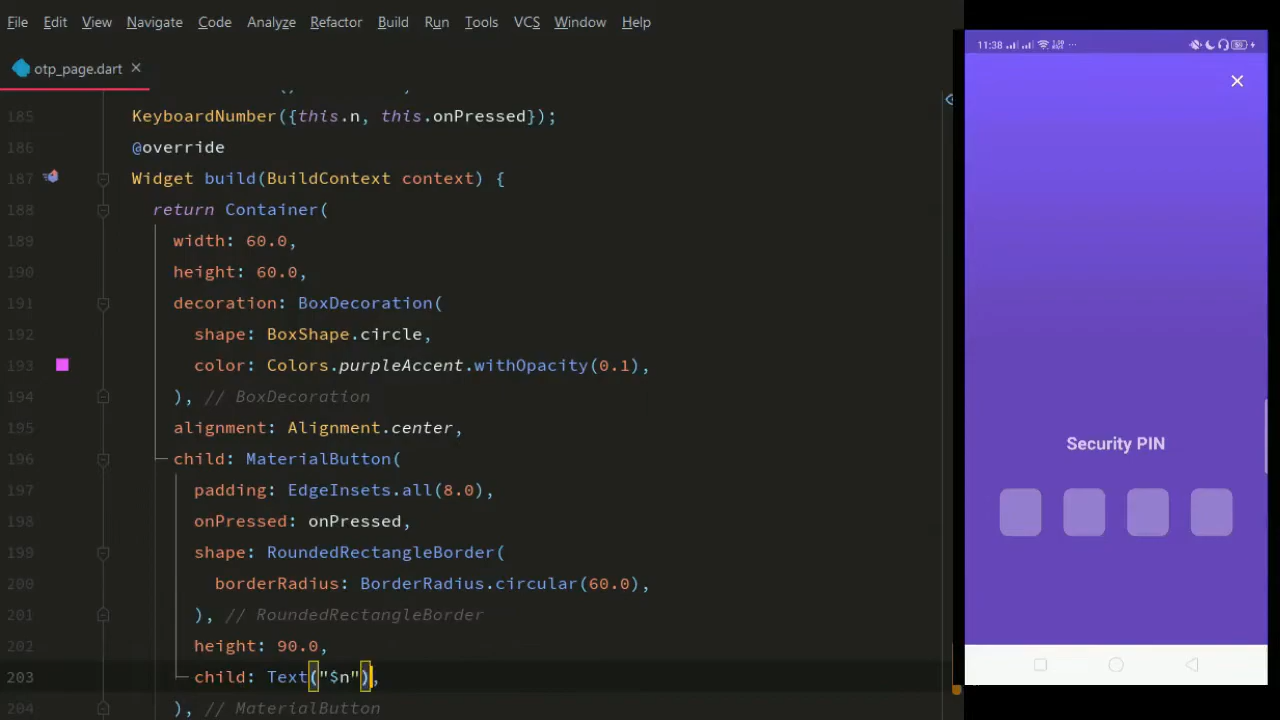 File Edit View Navigate Code Analyze Refactor Build Run Tools VCS Window Help
otp_page.dart
185 KeyboardNumber({this.n, this.onPressed});
186 @override
187 Widget build(BuildContext context) {
188 return Container(
189 width: 60.0,
190 height: 60.0,
191 decoration: BoxDecoration(
192 shape: BoxShape.circle,
193 color: Colors.purpleAccent.withOpacity(0.1),
194 ), // BoxDecoration
195 alignment: Alignment.center,
196 child: MaterialButton(
197 padding: EdgeInsets.all(8.0),
198 onPressed: onPressed,
199 shape: RoundedRectangleBorder(
200 borderRadius: BorderRadius.circular(60.0),
201 ), // RoundedRectangleBorder
202 height: 90.0,
203 child: Text("$n"),
204 ), // MaterialButton
11:38
Security PIN